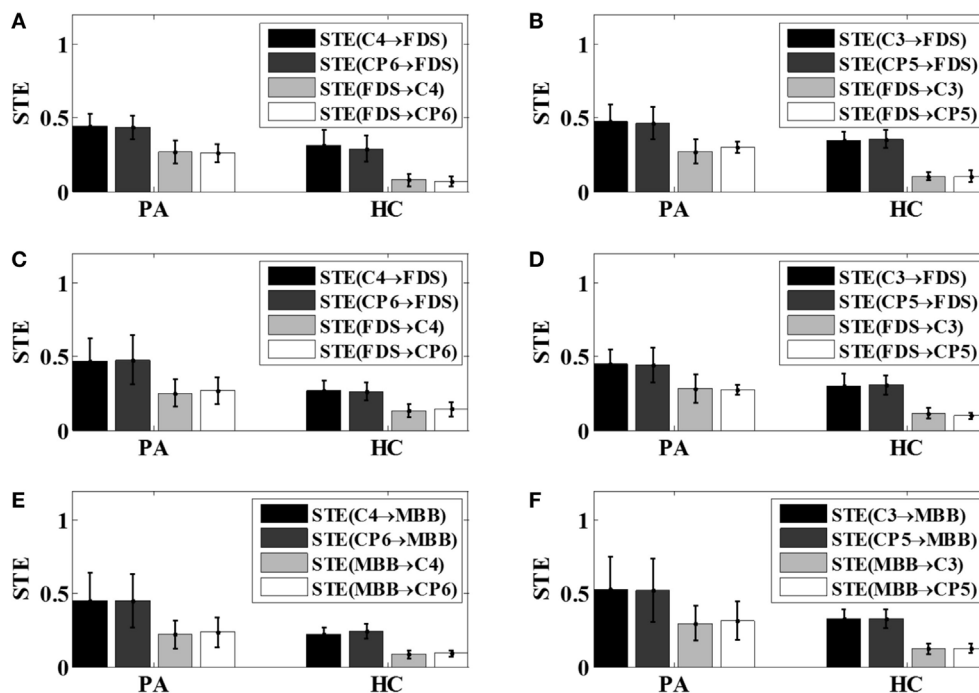 A
STE
1
0.5
0
STE(C4→FDS)
STE(CP6→FDS)
STE(FDS→C4)
STE(FDS→CP6)
PA
HC
B
STE
1
0.5
0
STE(C3→FDS)
STE(CP5→FDS)
STE(FDS→C3)
STE(FDS→CP5)
PA
HC
C
STE
1
0.5
0
STE(C4→FDS)
STE(CP6→FDS)
STE(FDS→C4)
STE(FDS→CP6)
PA
HC
D
STE
1
0.5
0
STE(C3→FDS)
STE(CP5→FDS)
STE(FDS→C3)
STE(FDS→CP5)
PA
HC
E
STE
1
0.5
0
STE(C4→MBB)
STE(CP6→MBB)
STE(MBB→C4)
STE(MBB→CP6)
PA
HC
F
STE
1
0.5
0
STE(C3→MBB)
STE(CP5→MBB)
STE(MBB→C3)
STE(MBB→CP5)
PA
HC